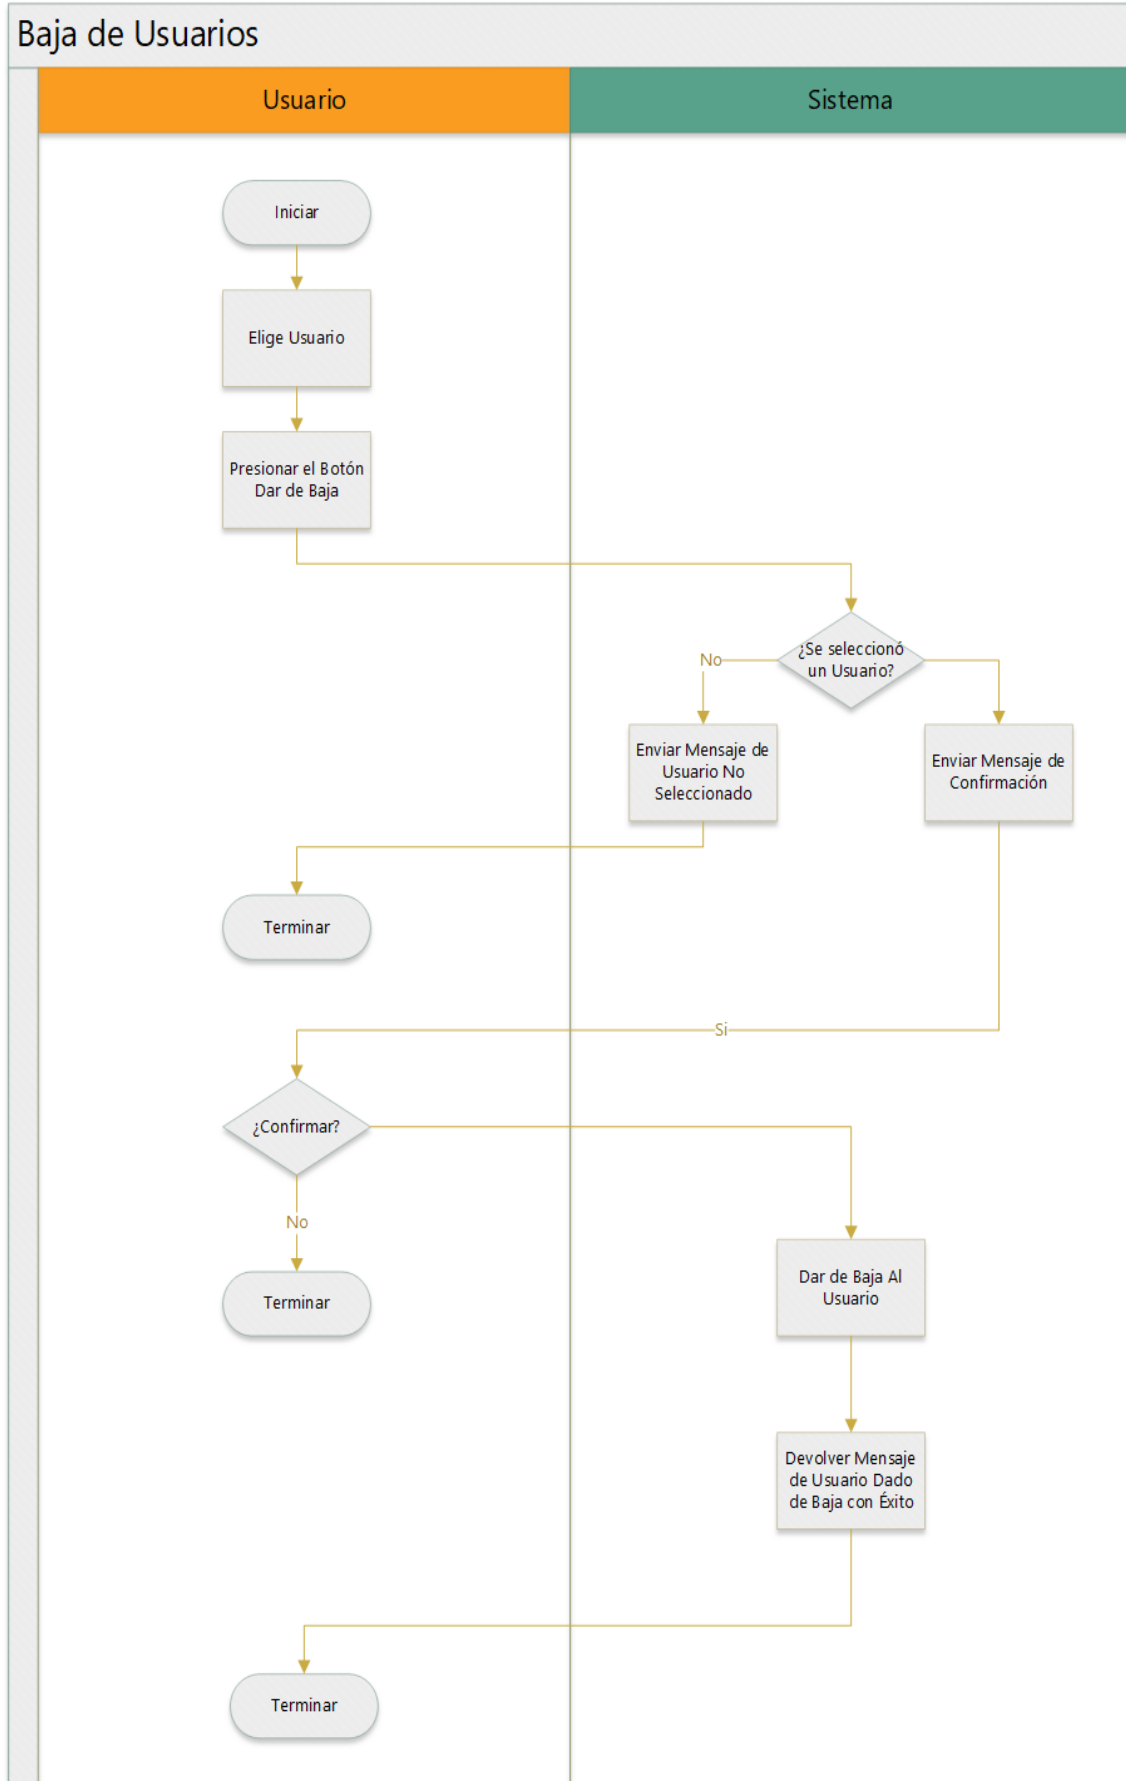 Baja de Usuarios
Usuario
Sistema
Iniciar
Elige Usuario
Presionar el Botón
Dar de Baja
¿Se seleccionó
un Usuario?
No
Enviar Mensaje de
Usuario No
Seleccionado
Enviar Mensaje de
Confirmación
Terminar
Si
¿Confirmar?
No
Terminar
Dar de Baja Al
Usuario
Devolver Mensaje
de Usuario Dado
de Baja con Éxito
Terminar